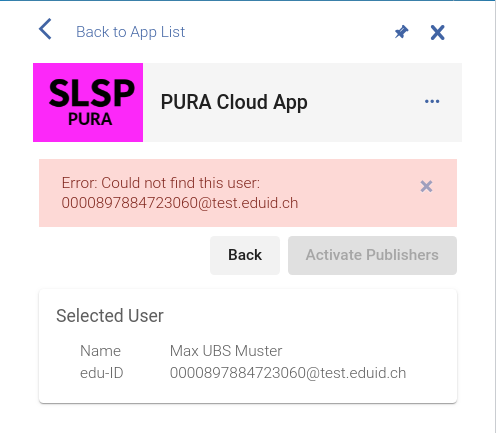 Back to App List
SLSP
PURA
PURA Cloud App
Error: Could not find this user:
0000897884723060@test.eduid.ch
Back
Activate Publishers
Selected User
Name Max UBS Muster
edu-ID 0000897884723060@test.eduid.ch